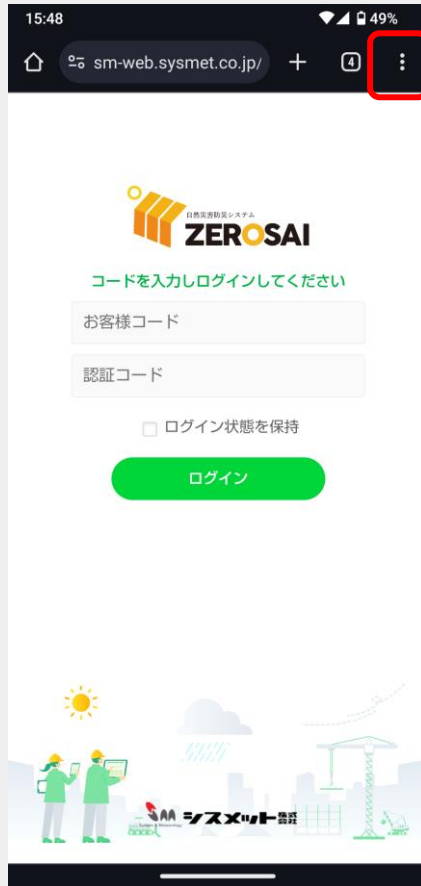 15:48
49%
sm-web.sysmet.co.jp/
4
自然災害防災システム
ZEROSAI
コードを入力しログインしてください
お客様コード
認証コード
ログイン状態を保持
ログイン
シスメット株式会社